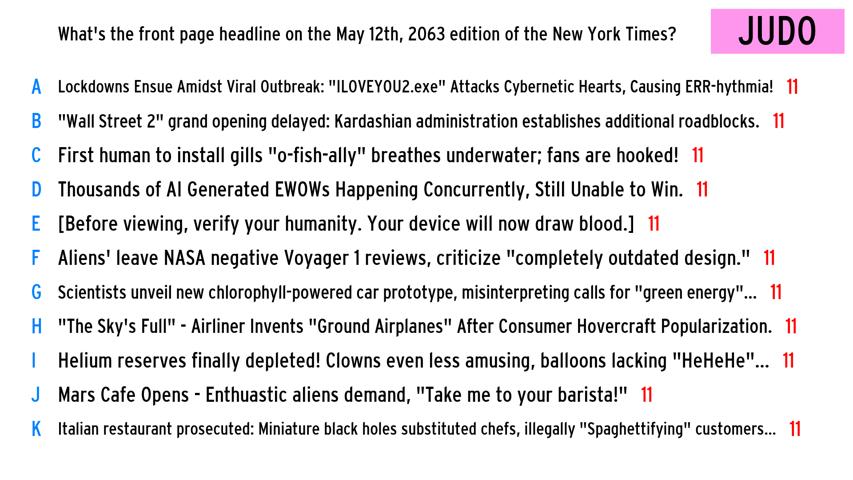 What's the front page headline on the May 12th, 2063 edition of the New York Times?
JUDO
A Lockdowns Ensue Amidst Viral Outbreak: "ILOVEYOU2.exe" Attacks Cybernetic Hearts, Causing ERR-hythmia! 11
B "Wall Street 2" grand opening delayed: Kardashian administration establishes additional roadblocks. 11
C First human to install gills "o-fish-ally" breathes underwater; fans are hooked! 11
D Thousands of AI Generated EWOWs Happening Concurrently, Still Unable to Win. 11
E [Before viewing, verify your humanity. Your device will now draw blood.] 11
F Aliens' leave NASA negative Voyager 1 reviews, criticize "completely outdated design." 11
G Scientists unveil new chlorophyll-powered car prototype, misinterpreting calls for "green energy"... 11
H "The Sky's Full" - Airliner Invents "Ground Airplanes" After Consumer Hovercraft Popularization. 11
I Helium reserves finally depleted! Clowns even less amusing, balloons lacking "HeHeHe"... 11
J Mars Cafe Opens - Enthuastic aliens demand, "Take me to your barista!" 11
K Italian restaurant prosecuted: Miniature black holes substituted chefs, illegally "Spaghettifying" customers... 11